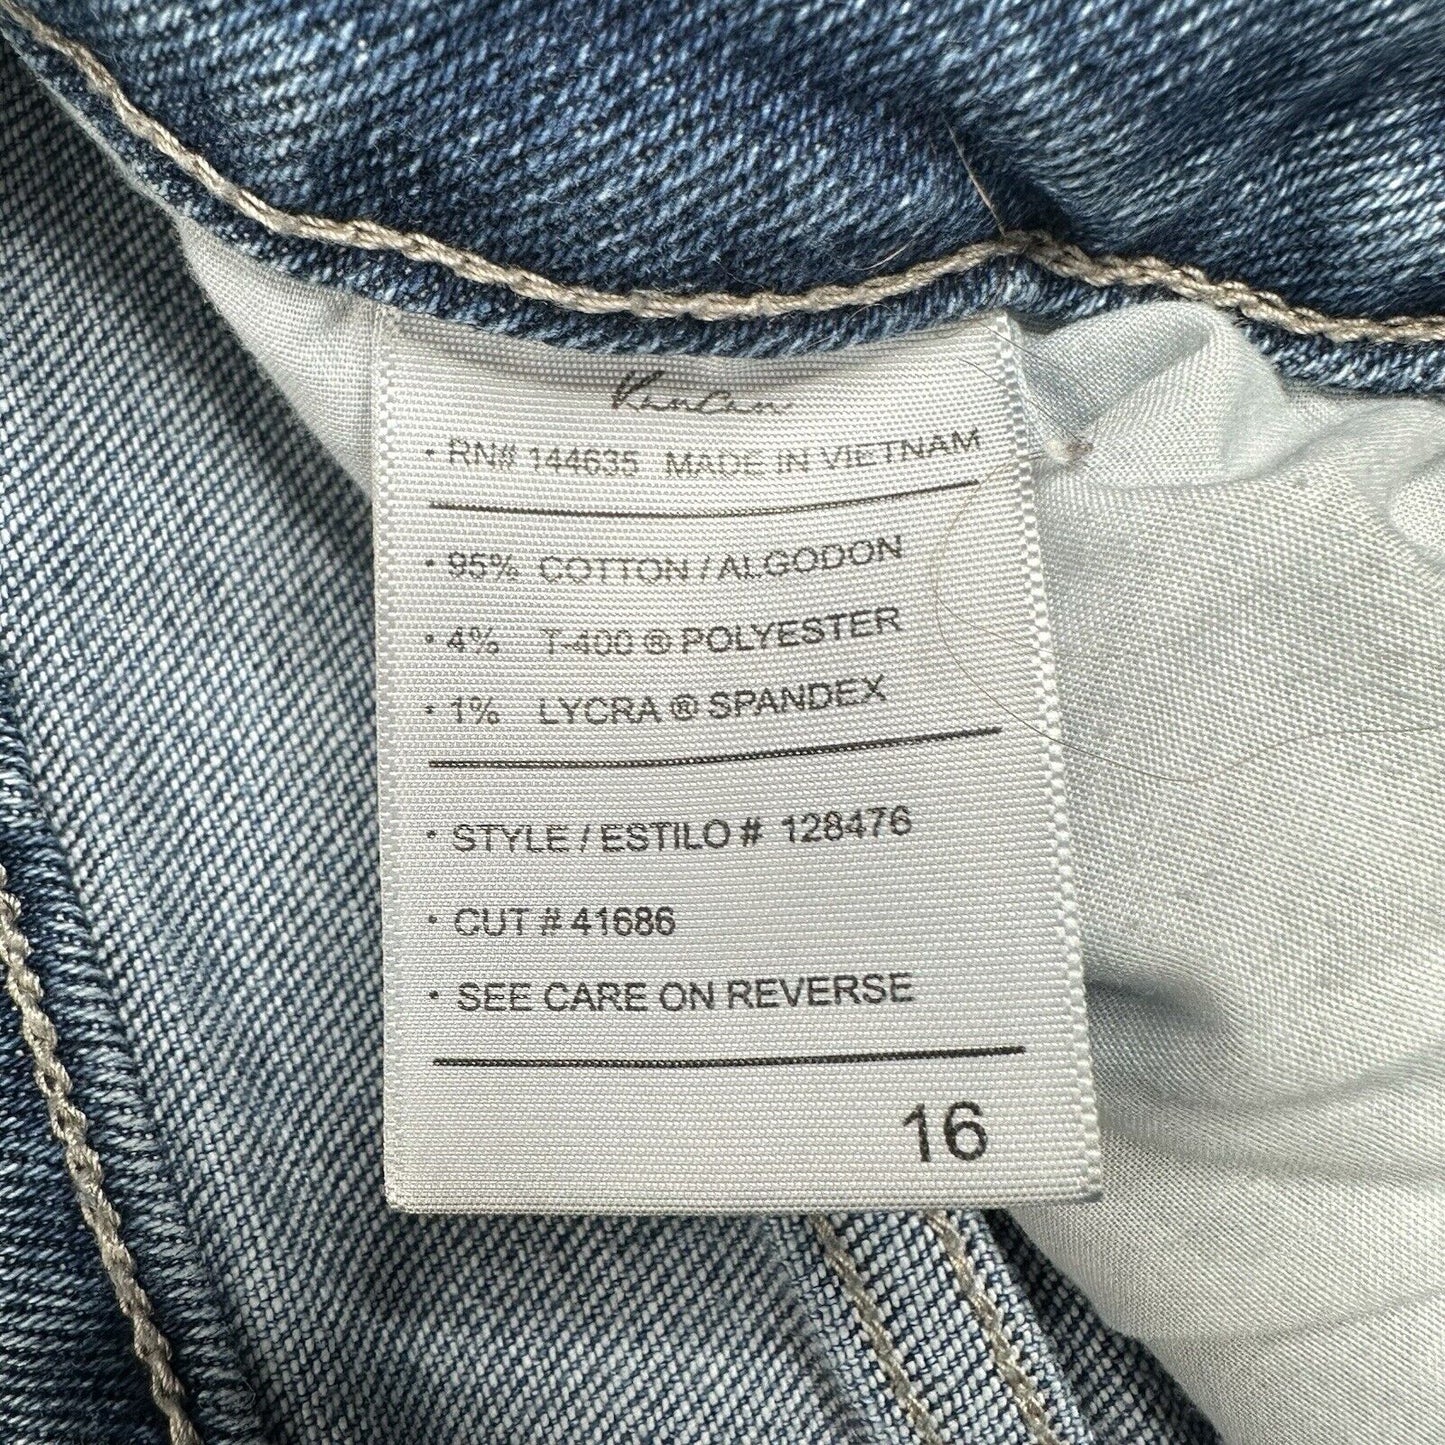 Kancan
• RN# 144635 MADE IN VIETNAM
• 95% COTTON / ALGODON
• 4% T-400 ® POLYESTER
• 1% LYCRA ® SPANDEX
• STYLE / ESTILO # 128476
• CUT # 41686
• SEE CARE ON REVERSE
16